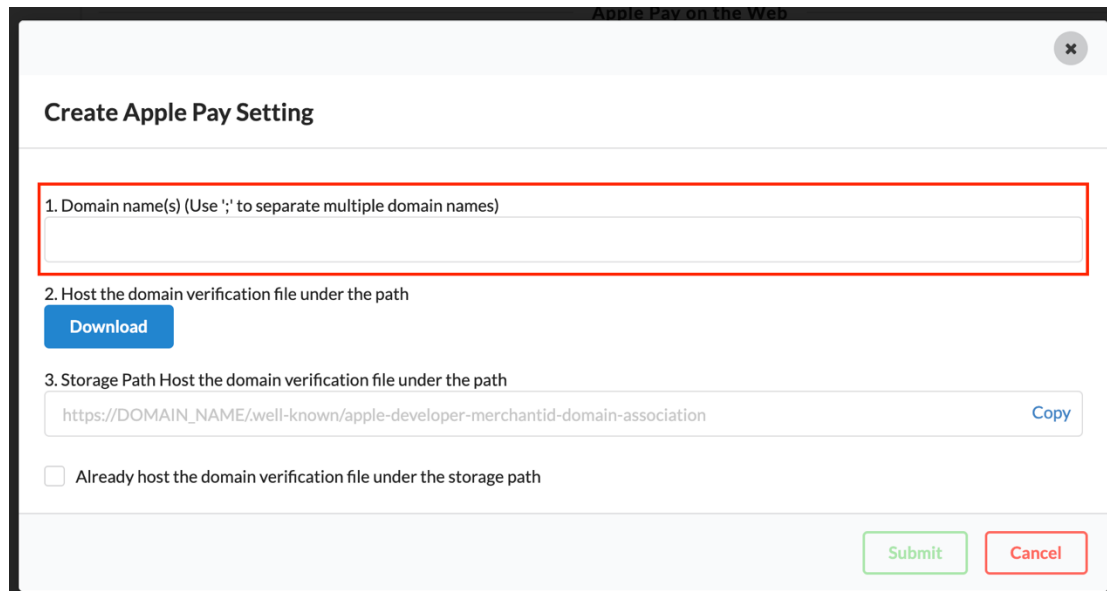 Apple Pay on the Web
Create Apple Pay Setting
1. Domain name(s) (Use ';' to separate multiple domain names)
2. Host the domain verification file under the path
Download
3. Storage Path Host the domain verification file under the path
https://DOMAIN_NAME/.well-known/apple-developer-merchantid-domain-association
Copy
Already host the domain verification file under the storage path
Submit
Cancel